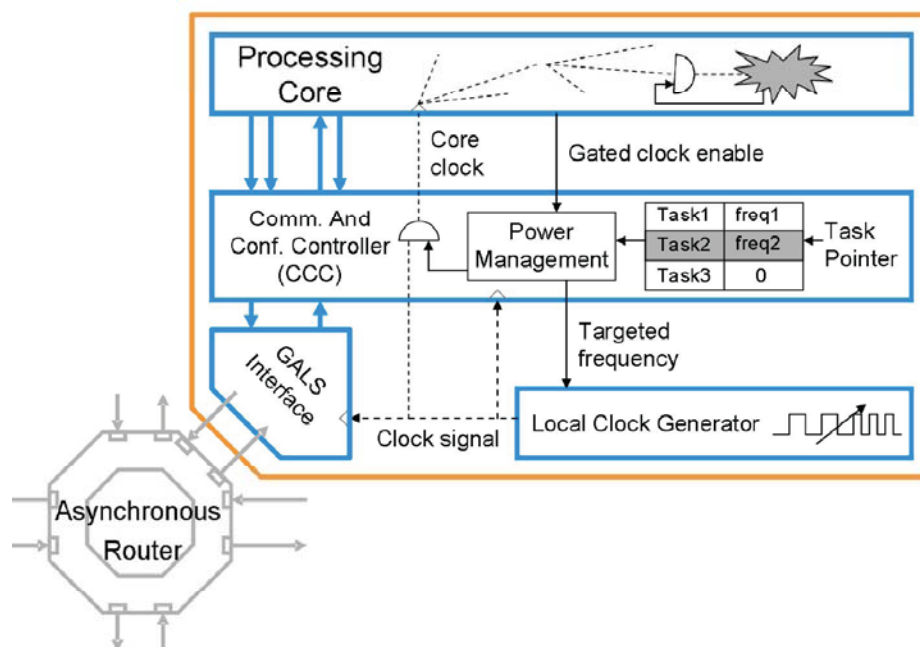 Processing
Core
Core
clock
Gated clock enable
Comm. And
Conf. Controller
(CCC)
Power
Management
Task1 freq1
Task2 freq2
Task3 0
Task
Pointer
Targeted
frequency
GALS
Interface
Clock signal
Local Clock Generator
Asynchronous
Router